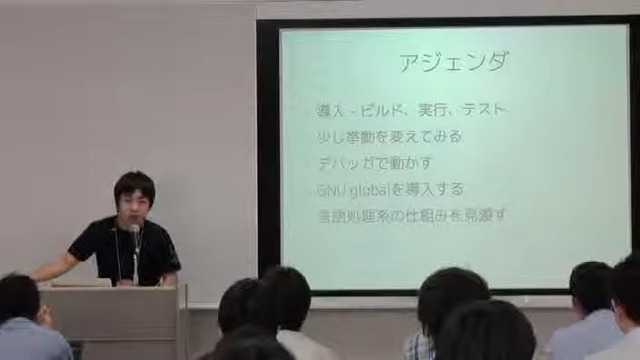 アジェンダ
導入 - ビルド、実行、テスト
少し挙動を変えてみる
デバッガで動かす
GNU globalを導入する
言語処理系の仕組みを見渡す